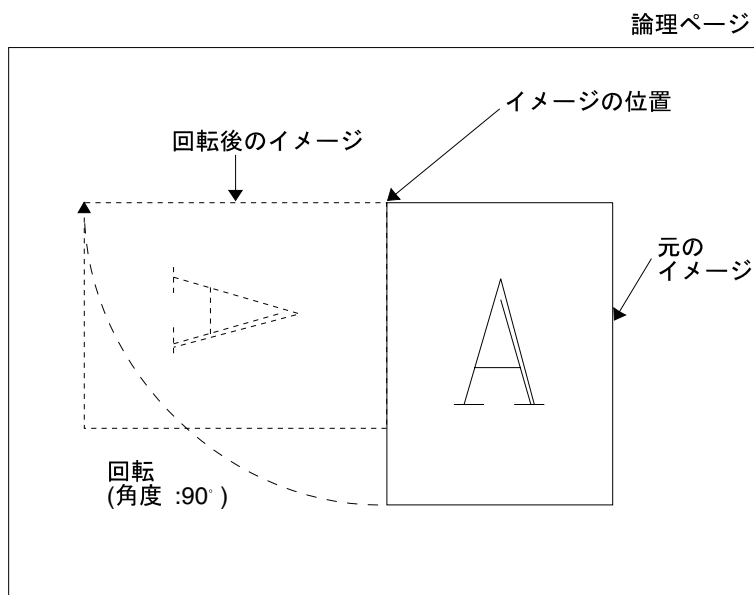 論理ページ
イメージの位置
回転後のイメージ
元の
イメージ
A
A
回転
(角度 :90°)